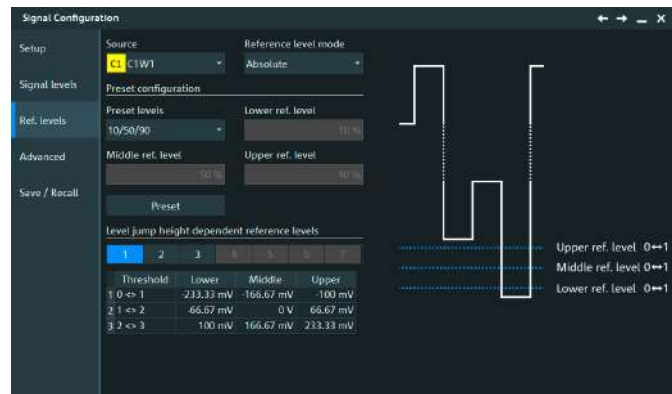 Signal Configuration
Setup
Signal levels
Ref. levels
Advanced
Save / Recall
Source
Reference level mode
C1 C1W1
Absolute
Preset configuration
Preset levels
Lower ref. level
10/50/90
10 %
Middle ref. level
Upper ref. level
50 %
90 %
Preset
Level jump height dependent reference levels
1 2 3 4 5 6 7
Threshold Lower Middle Upper
1 0 <> 1 -233.33 mV -166.67 mV -100 mV
2 1 <> 2 -66.67 mV 0 V 66.67 mV
3 2 <> 3 100 mV 166.67 mV 233.33 mV
Upper ref. level 0↔1
Middle ref. level 0↔1
Lower ref. level 0↔1